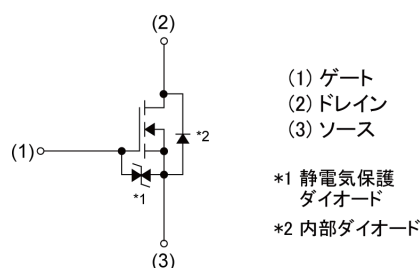 (2)
(1)
*2
*1
(3)
(1) ゲート
(2) ドレイン
(3) ソース
*1 静電気保護
ダイオード
*2 内部ダイオード